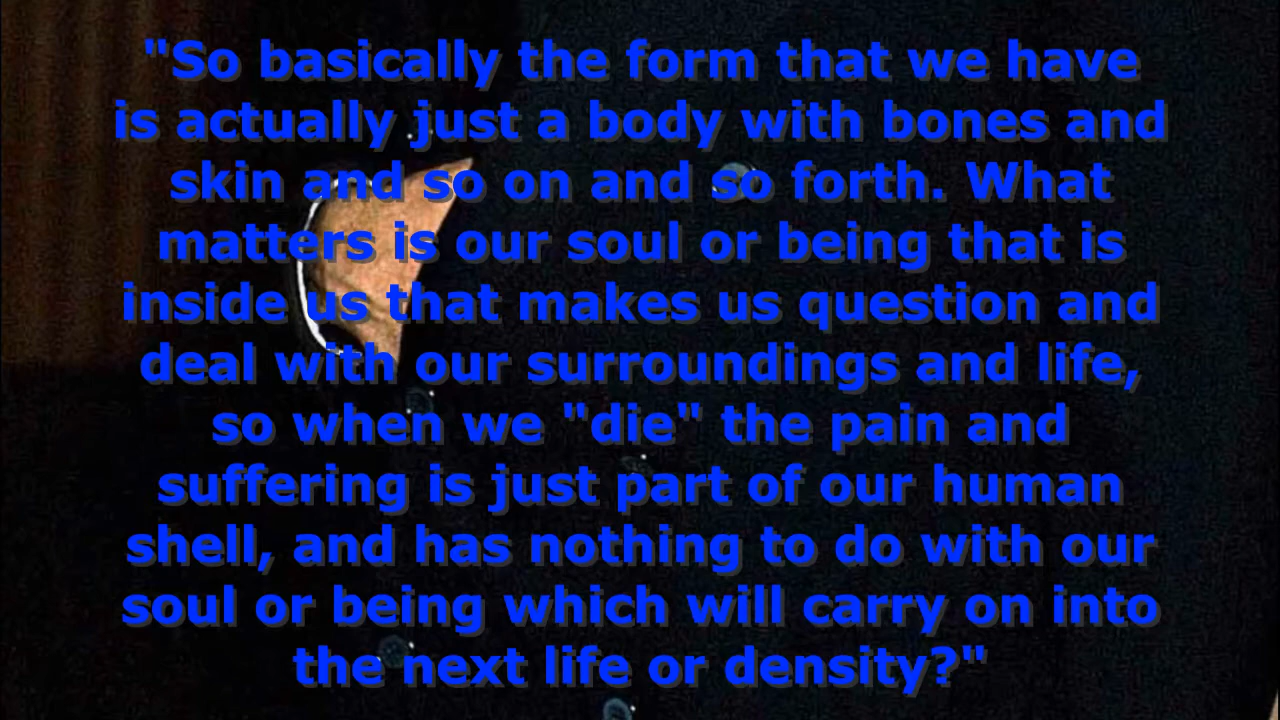 "So basically the form that we have
is actually just a body with bones and
skin and so on and so forth. What
matters is our soul or being that is
inside us that makes us question and
deal with our surroundings and life,
so when we "die" the pain and
suffering is just part of our human
shell, and has nothing to do with our
soul or being which will carry on into
the next life or density?"